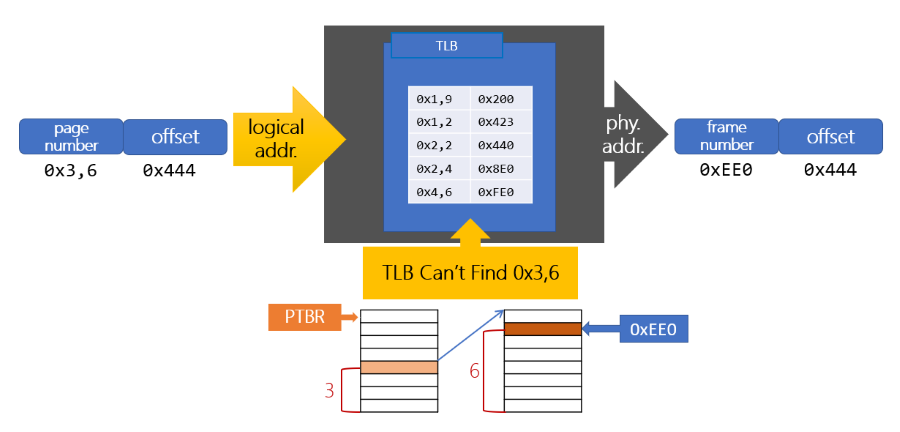 TLB
0x1,9 0x200
0x1,2 0x423
0x2,2 0x440
0x2,4 0x8E0
0x4,6 0xFE0
page
number
offset
0x3,6 0x444
logical
addr.
phy.
addr.
frame
number
offset
0xEE0 0x444
TLB Can't Find 0x3,6
PTBR
0xEE0
3
6